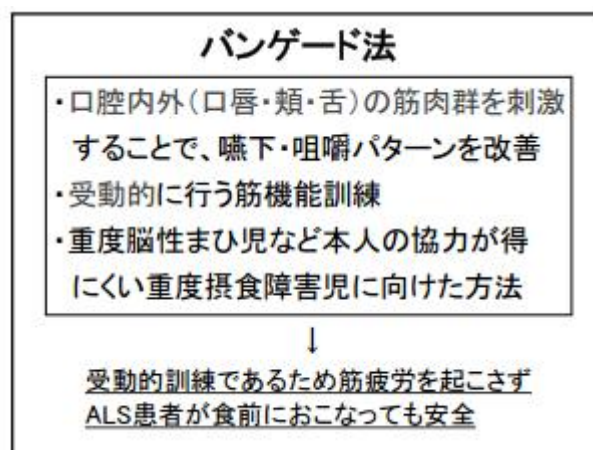 バンゲード法
・口腔内外（口唇・頬・舌）の筋肉群を刺激
することで、嚥下・咀嚼パターンを改善
・受動的に行う筋機能訓練
・重度脳性まひ児など本人の協力が得
にくい重度摂食障害児に向けた方法
↓
受動的訓練であるため筋疲労を起こさず
ALS患者が食前におこなっても安全